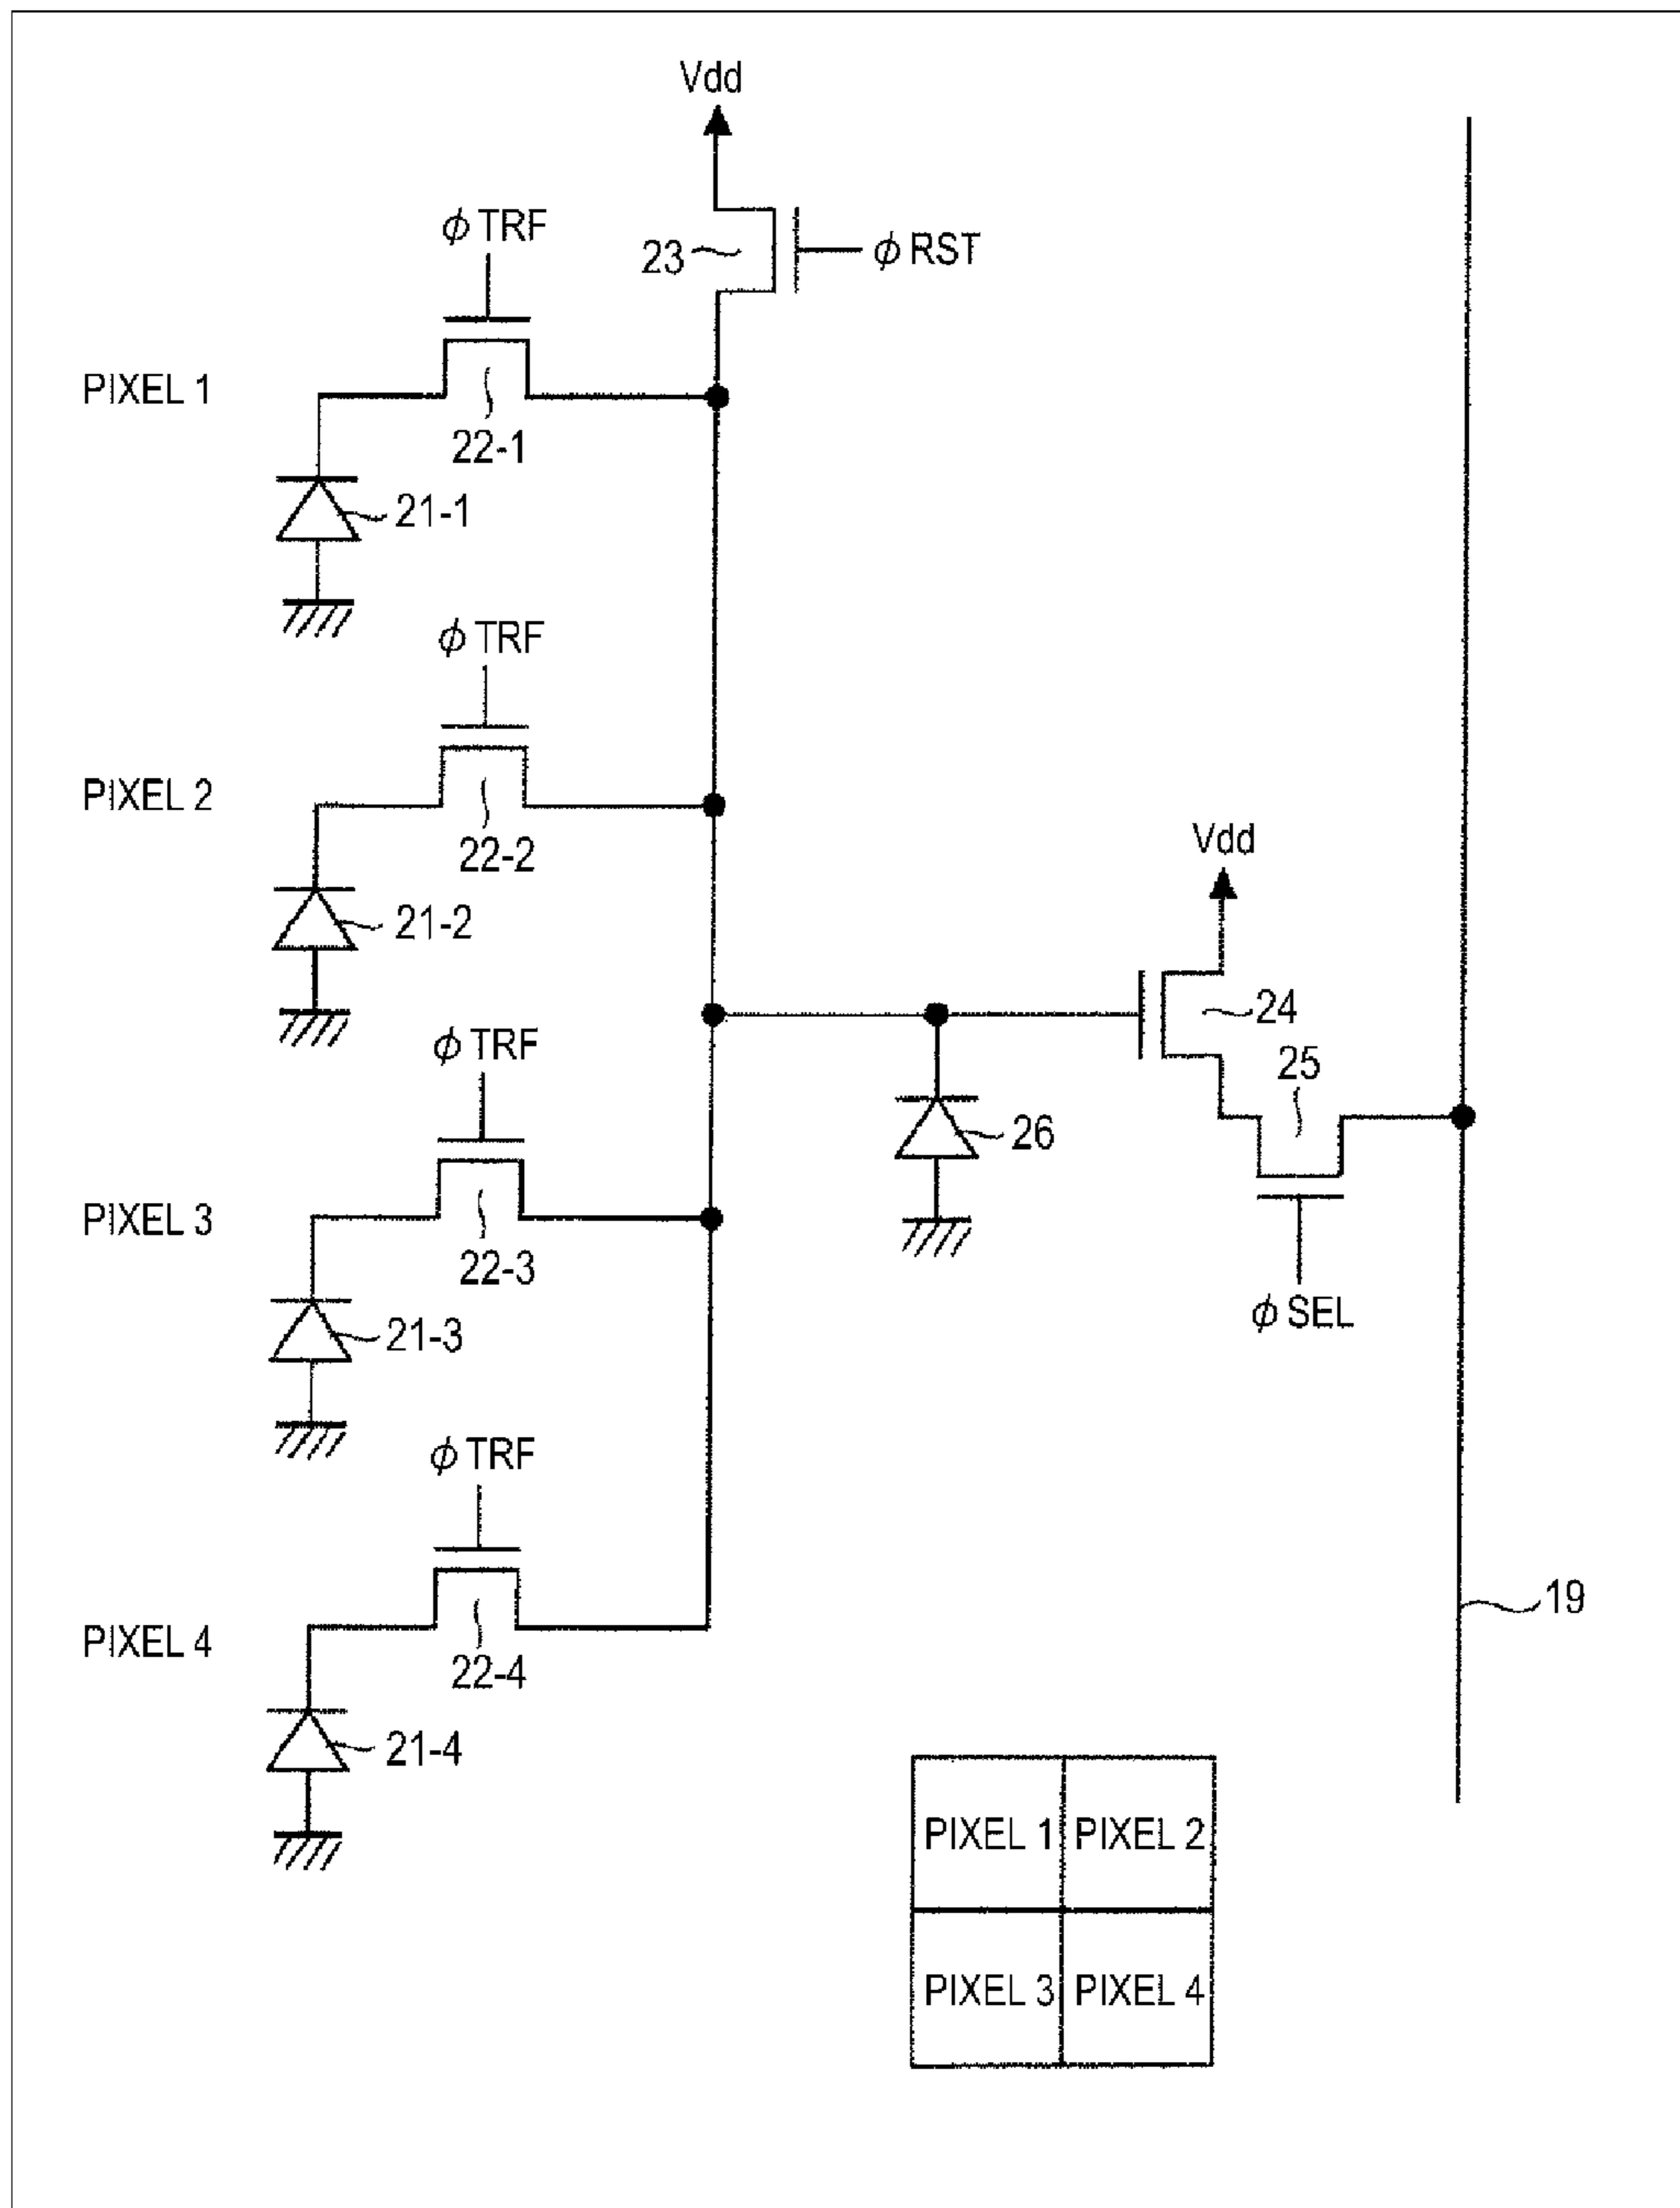 Vdd
φ TRF
23
φ RST
PIXEL 1
22-1
21-1
φ TRF
PIXEL 2
22-2
21-2
Vdd
24
φ TRF
25
26
PIXEL 3
22-3
φ SEL
21-3
φ TRF
19
PIXEL 4
22-4
21-4
PIXEL 1 PIXEL 2
PIXEL 3 PIXEL 4